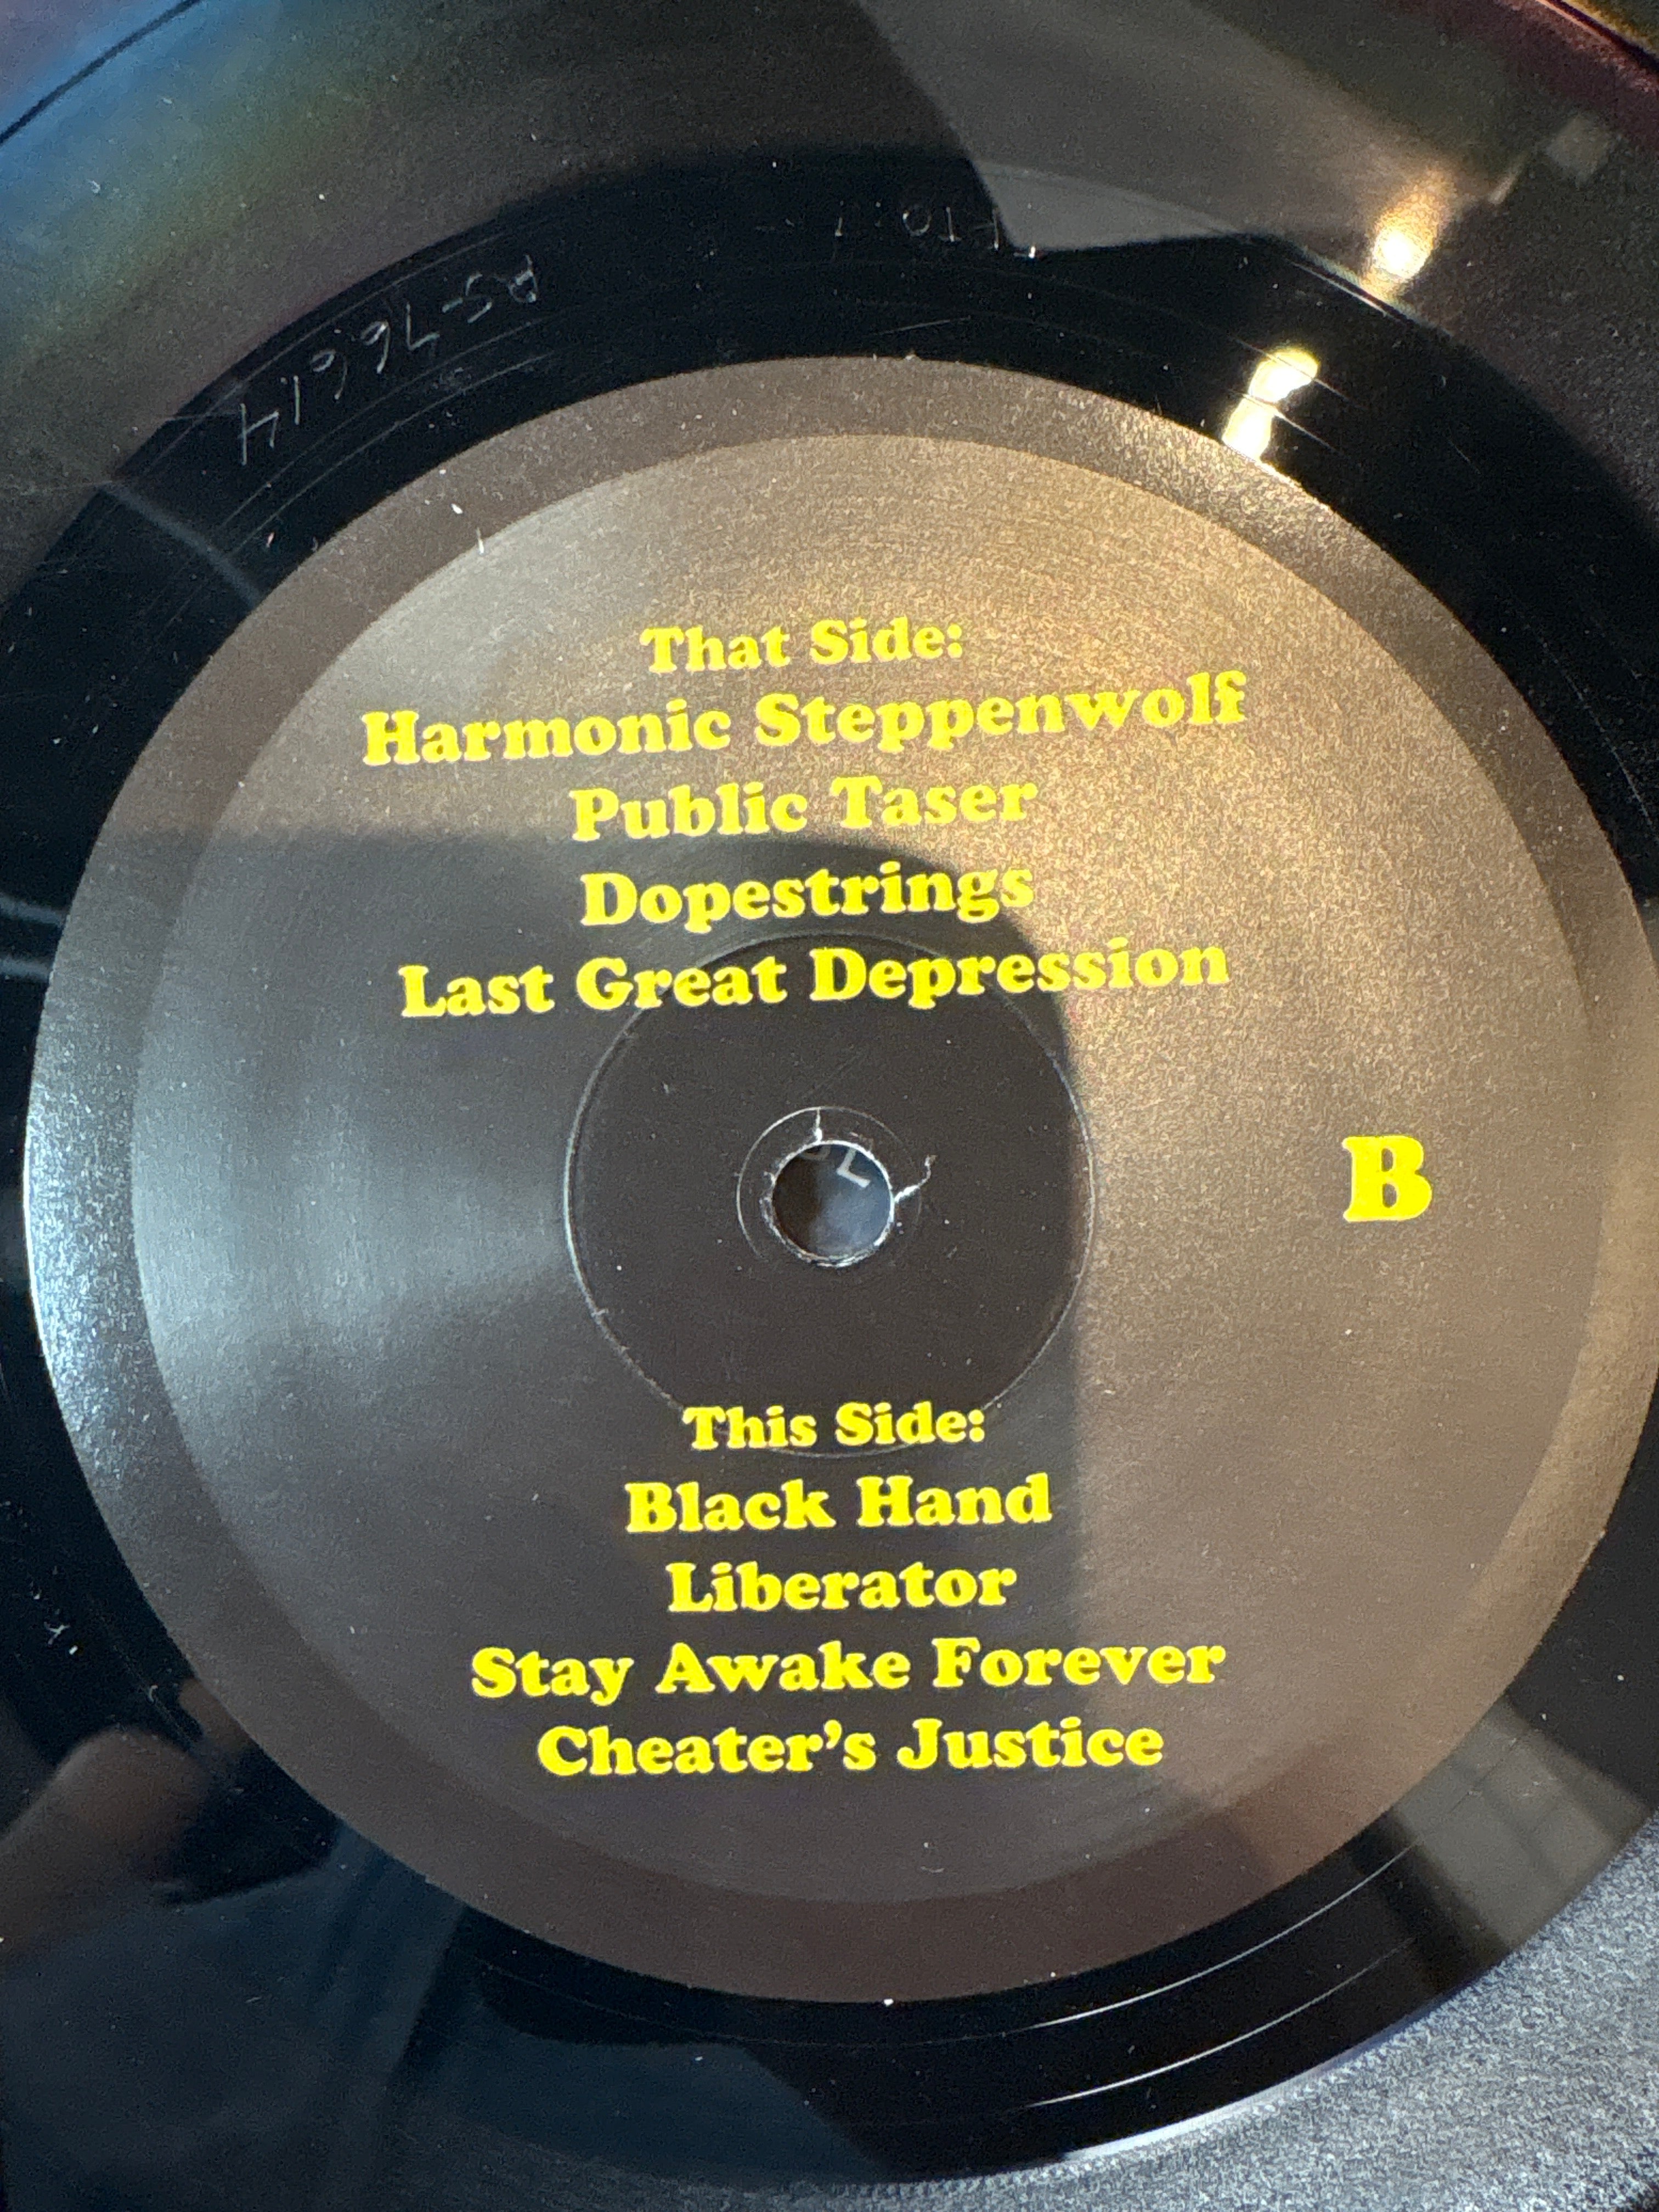 That Side:
Harmonic Steppenwolf
Public Taser
Dopestrings
Last Great Depression
B
This Side:
Black Hand
Liberator
Stay Awake Forever
Cheater's Justice